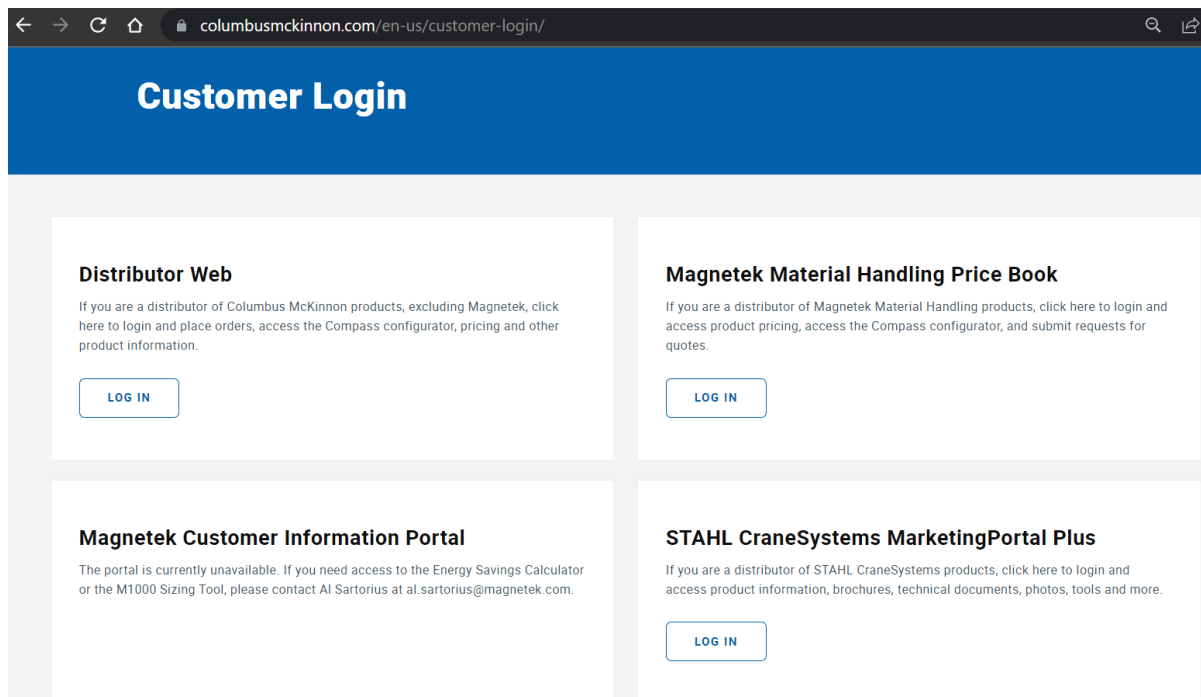 columbusmckinnon.com/en-us/customer-login/
Customer Login
Distributor Web
If you are a distributor of Columbus McKinnon products, excluding Magnetek, click
here to login and place orders, access the Compass configurator, pricing and other
product information.
LOG IN
Magnetek Material Handling Price Book
If you are a distributor of Magnetek Material Handling products, click here to login and
access product pricing, access the Compass configurator, and submit requests for
quotes.
LOG IN
Magnetek Customer Information Portal
The portal is currently unavailable. If you need access to the Energy Savings Calculator
or the M1000 Sizing Tool, please contact Al Sartorius at al.sartorius@magnetek.com.
STAHL CraneSystems MarketingPortal Plus
If you are a distributor of STAHL CraneSystems products, click here to login and
access product information, brochures, technical documents, photos, tools and more.
LOG IN